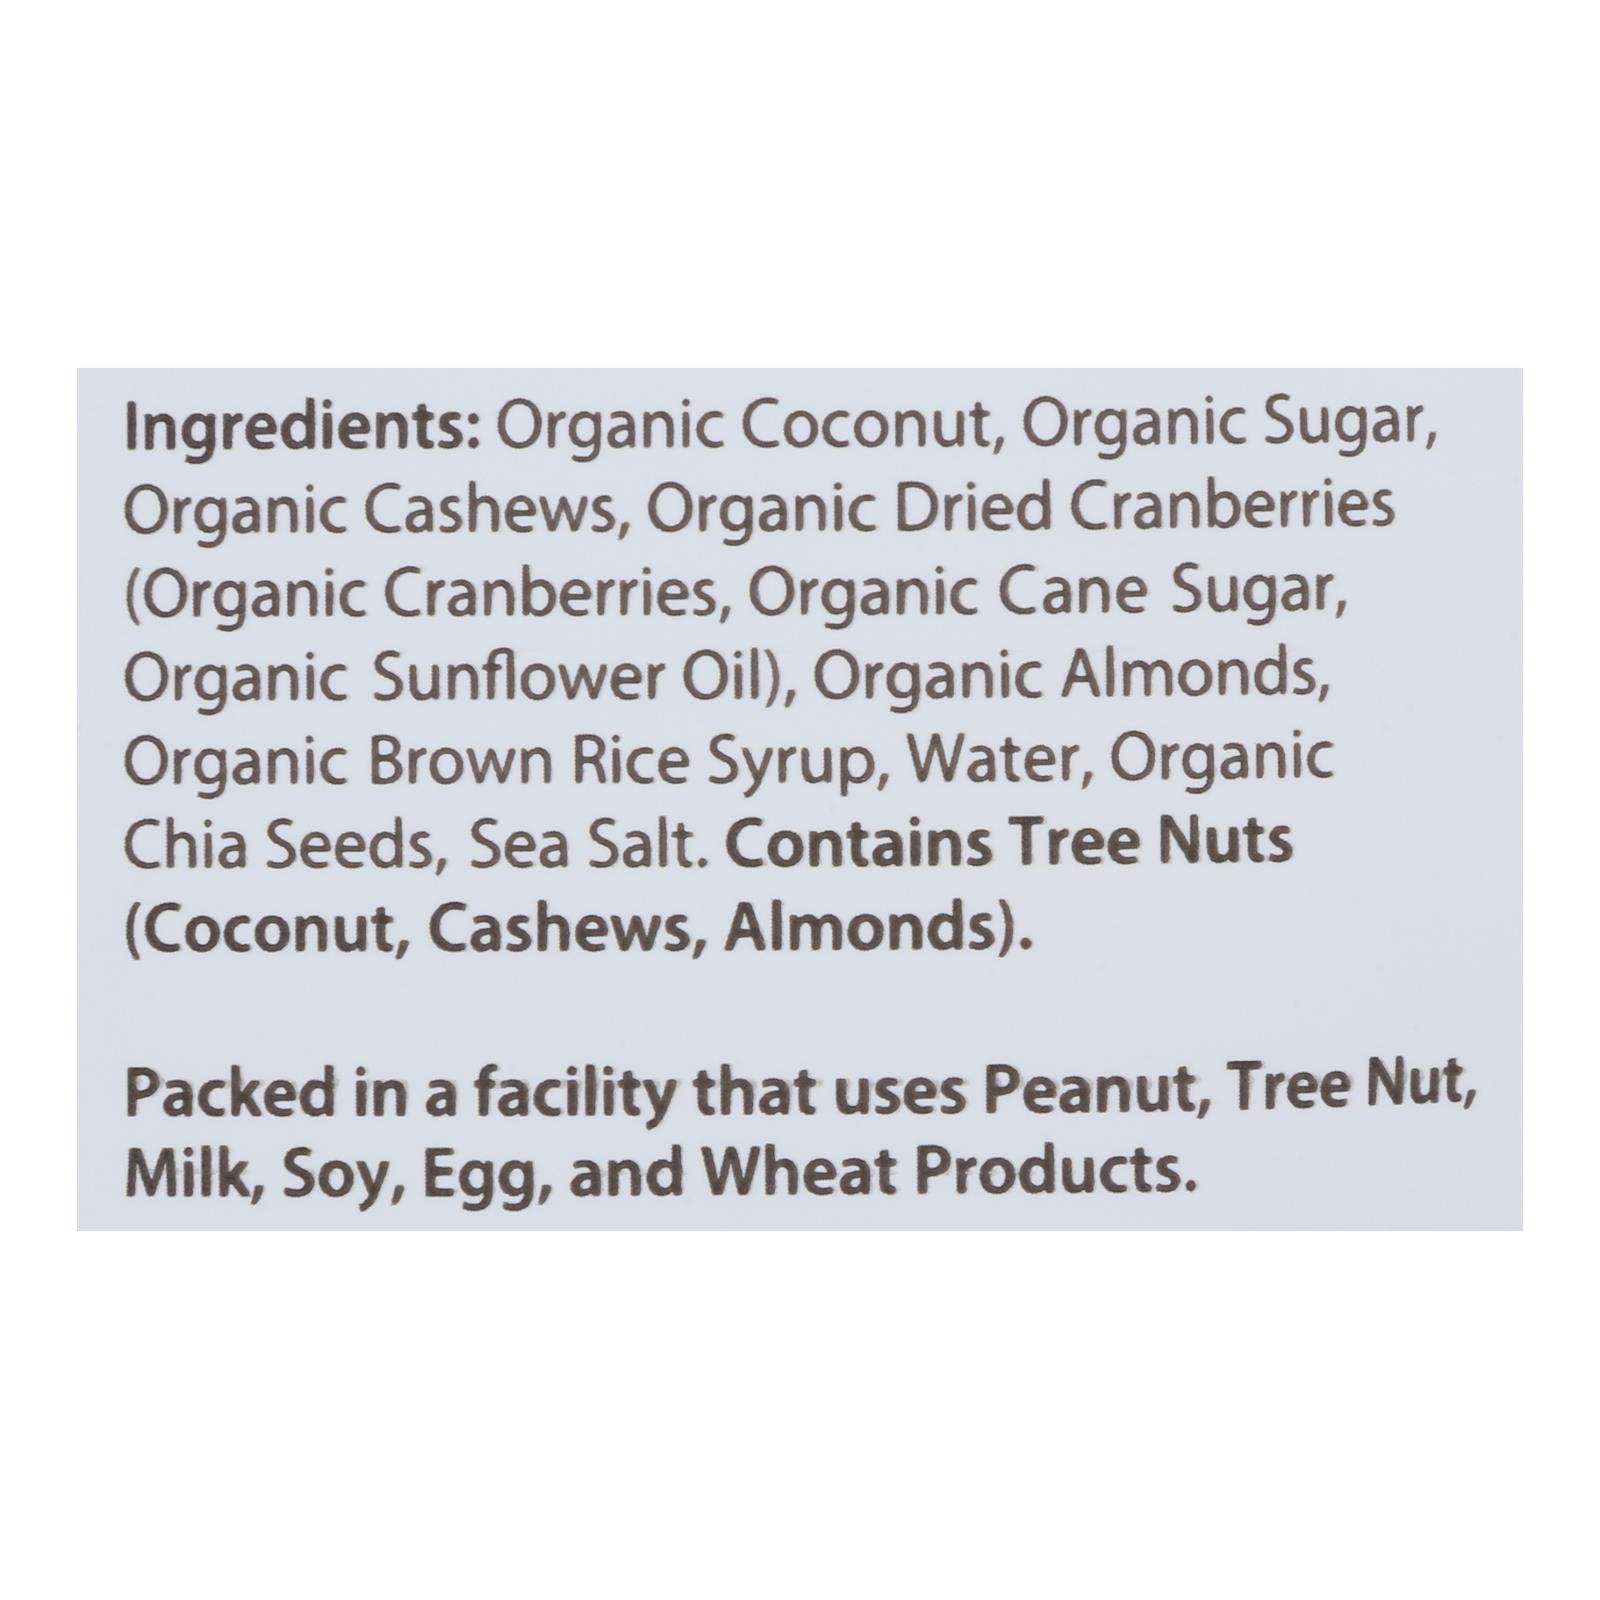 Ingredients: Organic Coconut, Organic Sugar,
Organic Cashews, Organic Dried Cranberries
(Organic Cranberries, Organic Cane Sugar,
Organic Sunflower Oil), Organic Almonds,
Organic Brown Rice Syrup, Water, Organic
Chia Seeds, Sea Salt. Contains Tree Nuts
(Coconut, Cashews, Almonds).
Packed in a facility that uses Peanut, Tree Nut,
Milk, Soy, Egg, and Wheat Products.